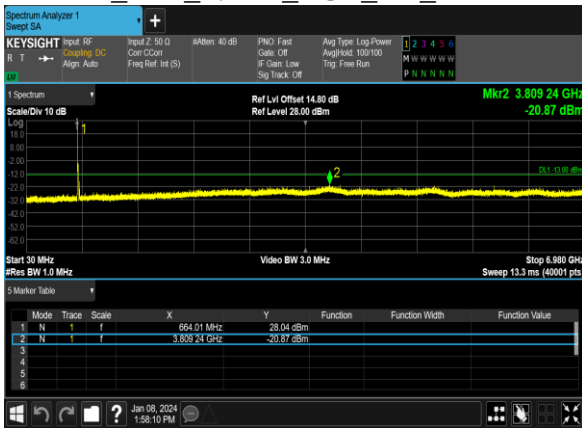 Spectrum Analyzer 1
Swept SA
KEYSIGHT
R T
LV
Input: RF
Coupling: DC
Align: Auto
Input Z: 50 Ω
Corr CCorr
Freq Ref: Int (S)
#Atten: 40 dB
PNO: Fast
Gate: Off
IF Gain: Low
Sig Track: Off
Avg Type: Log-Power
Avg|Hold: 100/100
Trig: Free Run
1 2 3 4 5 6
M W W W W W
P N N N N N
1 Spectrum
Scale/Div 10 dB
Ref Lvl Offset 14.80 dB
Ref Level 28.00 dBm
Mkr2 3.809 24 GHz
-20.87 dBm
Log
18.0
8.00
-2.00
-12.0
-22.0
-32.0
-42.0
-52.0
-62.0
1
2
DL1 -13.00 dBm
Start 30 MHz
#Res BW 1.0 MHz
Video BW 3.0 MHz
Stop 6.980 GHz
Sweep 13.3 ms (40001 pts
5 Marker Table
Mode Trace Scale X Y Function Function Width Function Value
1 N 1 f 664.01 MHz 28.04 dBm
2 N 1 f 3.809 24 GHz -20.87 dBm
3
4
5
6
?
Jan 08, 2024
1:58:10 PM